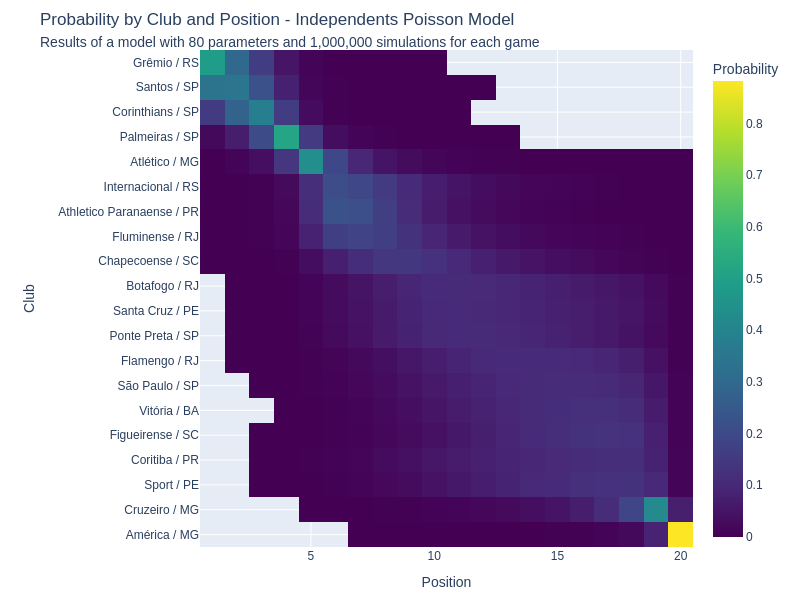 Probability by Club and Position - Independents Poisson Model
Results of a model with 80 parameters and 1,000,000 simulations for each game
Probability
Grêmio / RS
Santos / SP
Corinthians / SP
Palmeiras / SP
Atlético / MG
Internacional / RS
Athletico Paranaense / PR
Fluminense / RJ
Chapecoense / SC
Botafogo / RJ
Santa Cruz / PE
Ponte Preta / SP
Flamengo / RJ
São Paulo / SP
Vitória / BA
Figueirense / SC
Coritiba / PR
Sport / PE
Cruzeiro / MG
América / MG
Club
5
10
15
20
Position
0.8
0.7
0.6
0.5
0.4
0.3
0.2
0.1
0